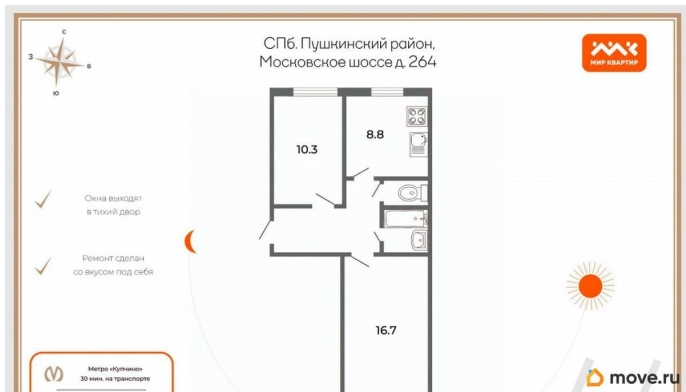 СПб. Пушкинский район,
Московское шоссе д. 264
МИР КВАРТИР
С
З
В
Ю
10.3
8.8
Окна выходят
в тихий двор
Ремонт сделан
со вкусом под себя
16.7
Метро «Купчино»
30 мин. на транспорте
move.ru